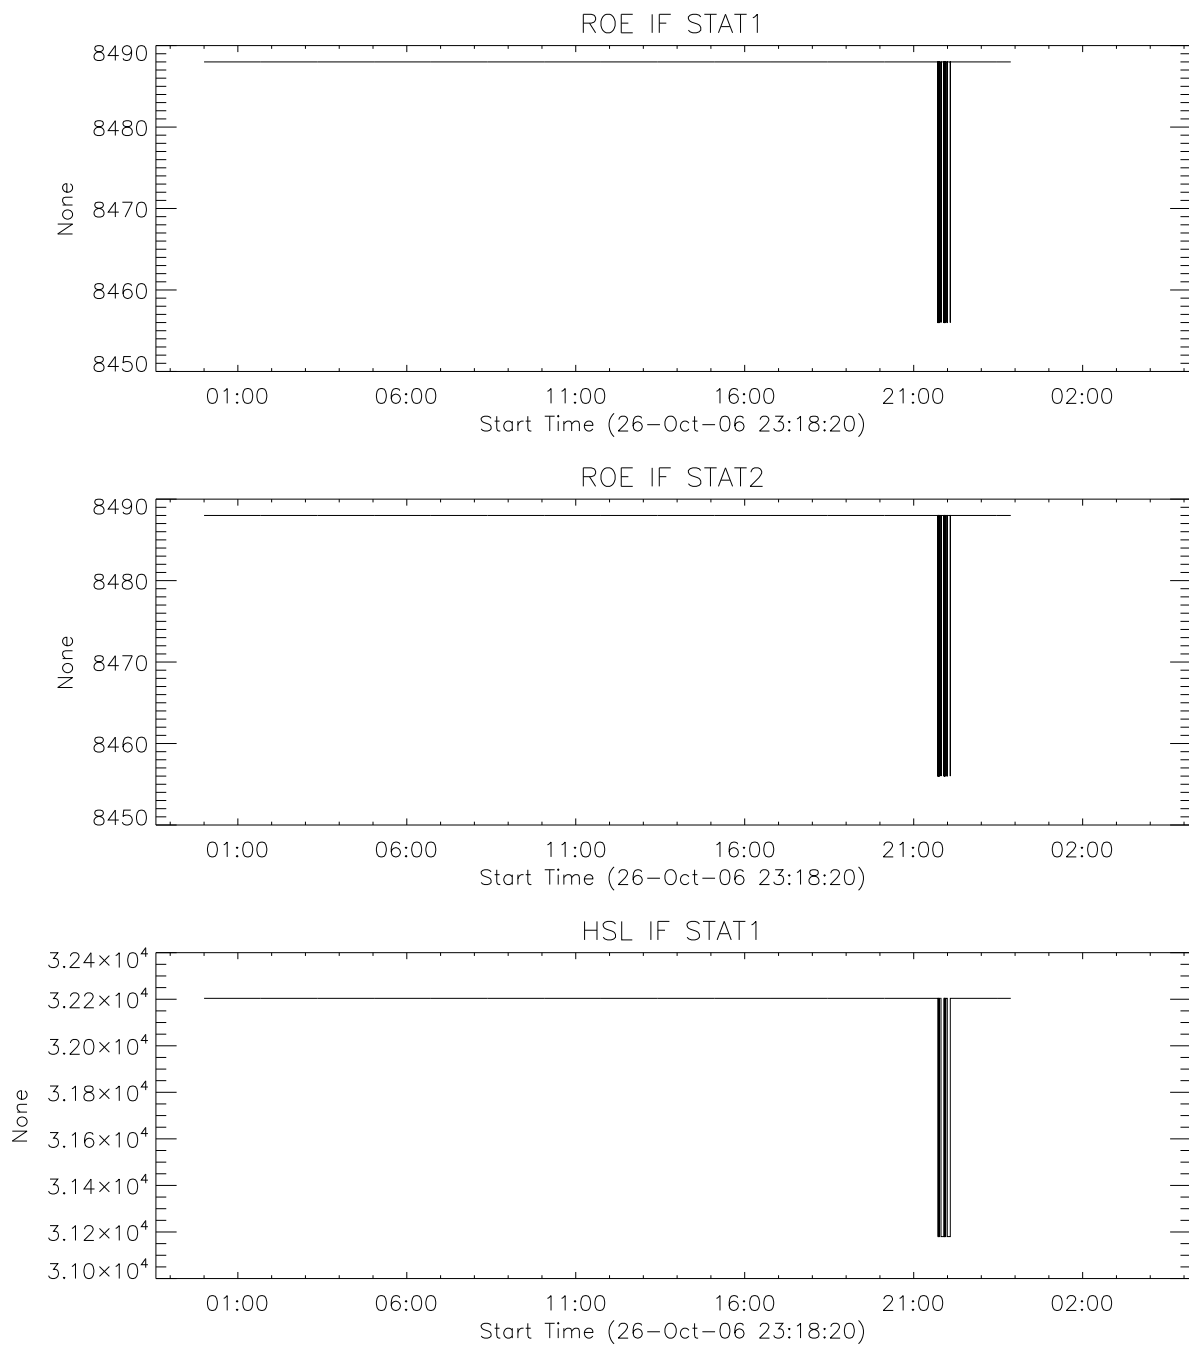 ROE IF STAT1
8490
8480
8470
8460
8450
None
01:00 06:00 11:00 16:00 21:00 02:00
Start Time (26-Oct-06 23:18:20)
ROE IF STAT2
8490
8480
8470
8460
8450
None
01:00 06:00 11:00 16:00 21:00 02:00
Start Time (26-Oct-06 23:18:20)
HSL IF STAT1
3.24×10⁴
3.22×10⁴
3.20×10⁴
3.18×10⁴
3.16×10⁴
3.14×10⁴
3.12×10⁴
3.10×10⁴
None
01:00 06:00 11:00 16:00 21:00 02:00
Start Time (26-Oct-06 23:18:20)